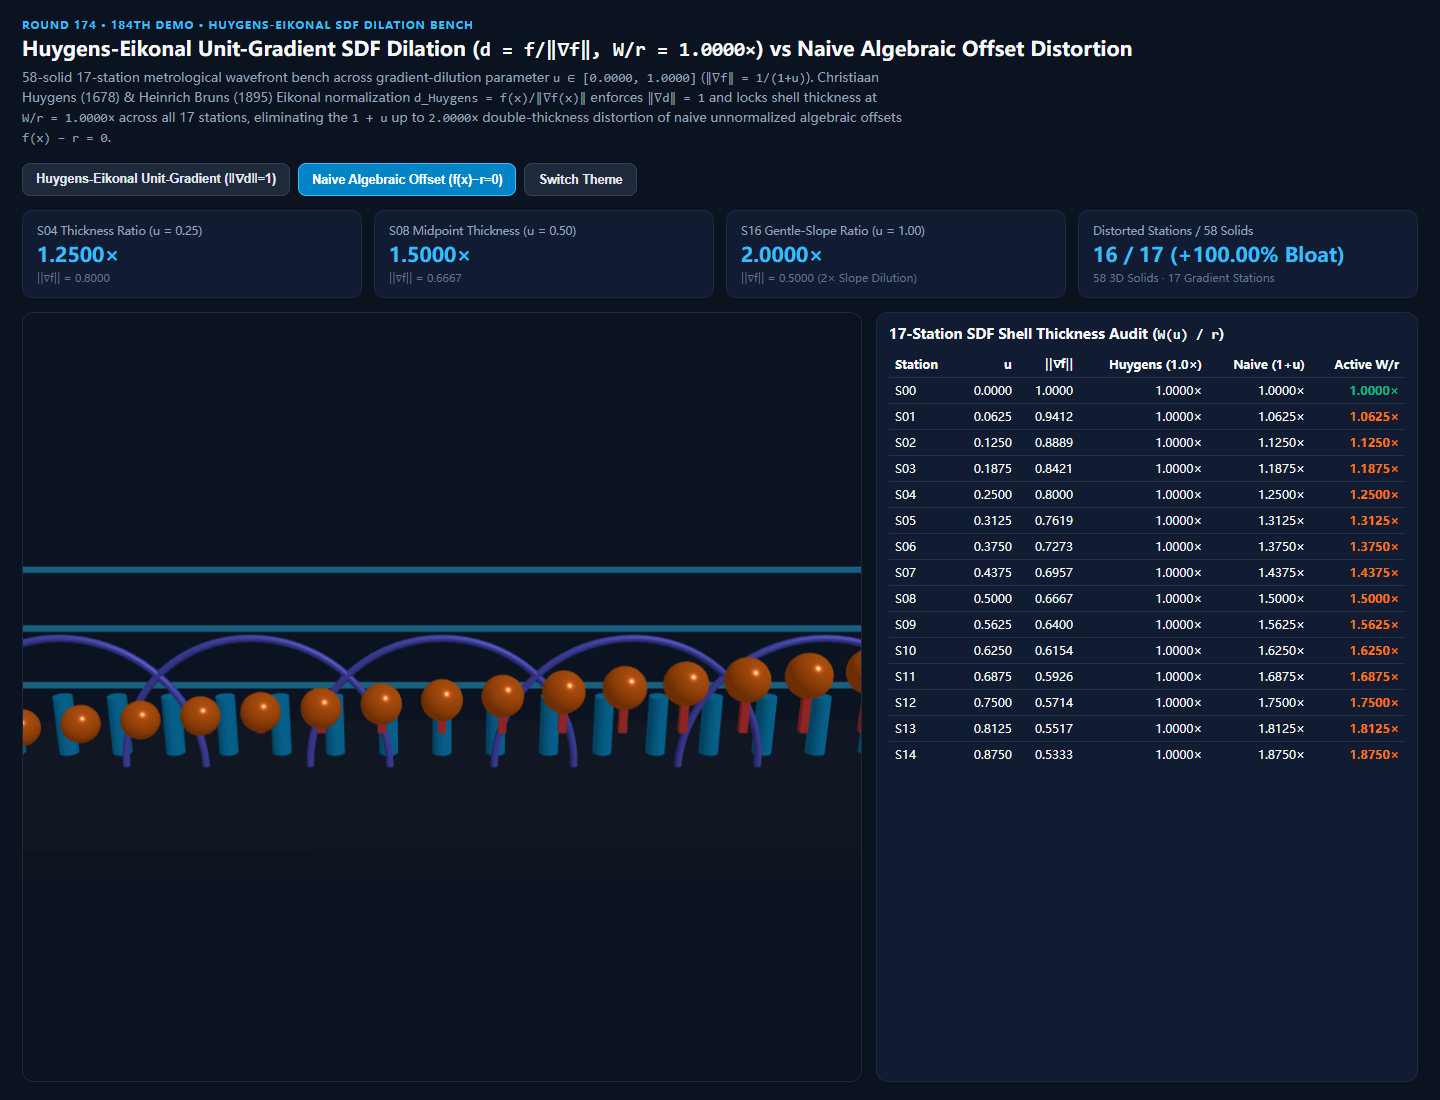 ROUND 174 • 184TH DEMO • HUYGENS-EIKONAL SDF DILATION BENCH
Huygens-Eikonal Unit-Gradient SDF Dilation (d = f/‖∇f‖, W/r = 1.0000×) vs Naive Algebraic Offset Distortion
58-solid 17-station metrological wavefront bench across gradient-dilution parameter u ∈ [0.0000, 1.0000] (‖∇f‖ = 1/(1+u)). Christiaan
Huygens (1678) & Heinrich Bruns (1895) Eikonal normalization d_Huygens = f(x)/‖∇f(x)‖ enforces ‖∇d‖ = 1 and locks shell thickness at
W/r = 1.0000× across all 17 stations, eliminating the 1 + u up to 2.0000× double-thickness distortion of naive unnormalized algebraic offsets
f(x) − r = 0.
Huygens-Eikonal Unit-Gradient (‖∇d‖=1) Naive Algebraic Offset (f(x)−r=0) Switch Theme
S04 Thickness Ratio (u = 0.25)
1.2500×
||∇f|| = 0.8000
S08 Midpoint Thickness (u = 0.50)
1.5000×
||∇f|| = 0.6667
S16 Gentle-Slope Ratio (u = 1.00)
2.0000×
||∇f|| = 0.5000 (2× Slope Dilution)
Distorted Stations / 58 Solids
16 / 17 (+100.00% Bloat)
58 3D Solids · 17 Gradient Stations
17-Station SDF Shell Thickness Audit (W(u) / r)
Station u ||∇f|| Huygens (1.0×) Naive (1+u) Active W/r
S00 0.0000 1.0000 1.0000× 1.0000× 1.0000×
S01 0.0625 0.9412 1.0000× 1.0625× 1.0625×
S02 0.1250 0.8889 1.0000× 1.1250× 1.1250×
S03 0.1875 0.8421 1.0000× 1.1875× 1.1875×
S04 0.2500 0.8000 1.0000× 1.2500× 1.2500×
S05 0.3125 0.7619 1.0000× 1.3125× 1.3125×
S06 0.3750 0.7273 1.0000× 1.3750× 1.3750×
S07 0.4375 0.6957 1.0000× 1.4375× 1.4375×
S08 0.5000 0.6667 1.0000× 1.5000× 1.5000×
S09 0.5625 0.6400 1.0000× 1.5625× 1.5625×
S10 0.6250 0.6154 1.0000× 1.6250× 1.6250×
S11 0.6875 0.5926 1.0000× 1.6875× 1.6875×
S12 0.7500 0.5714 1.0000× 1.7500× 1.7500×
S13 0.8125 0.5517 1.0000× 1.8125× 1.8125×
S14 0.8750 0.5333 1.0000× 1.8750× 1.8750×